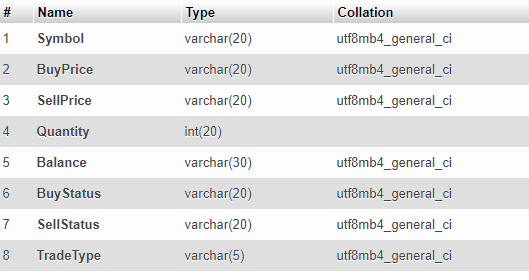 # Name Type Collation
1 Symbol varchar(20) utf8mb4_general_ci
2 BuyPrice varchar(20) utf8mb4_general_ci
3 SellPrice varchar(20) utf8mb4_general_ci
4 Quantity int(20)
5 Balance varchar(30) utf8mb4_general_ci
6 BuyStatus varchar(20) utf8mb4_general_ci
7 SellStatus varchar(20) utf8mb4_general_ci
8 TradeType varchar(5) utf8mb4_general_ci